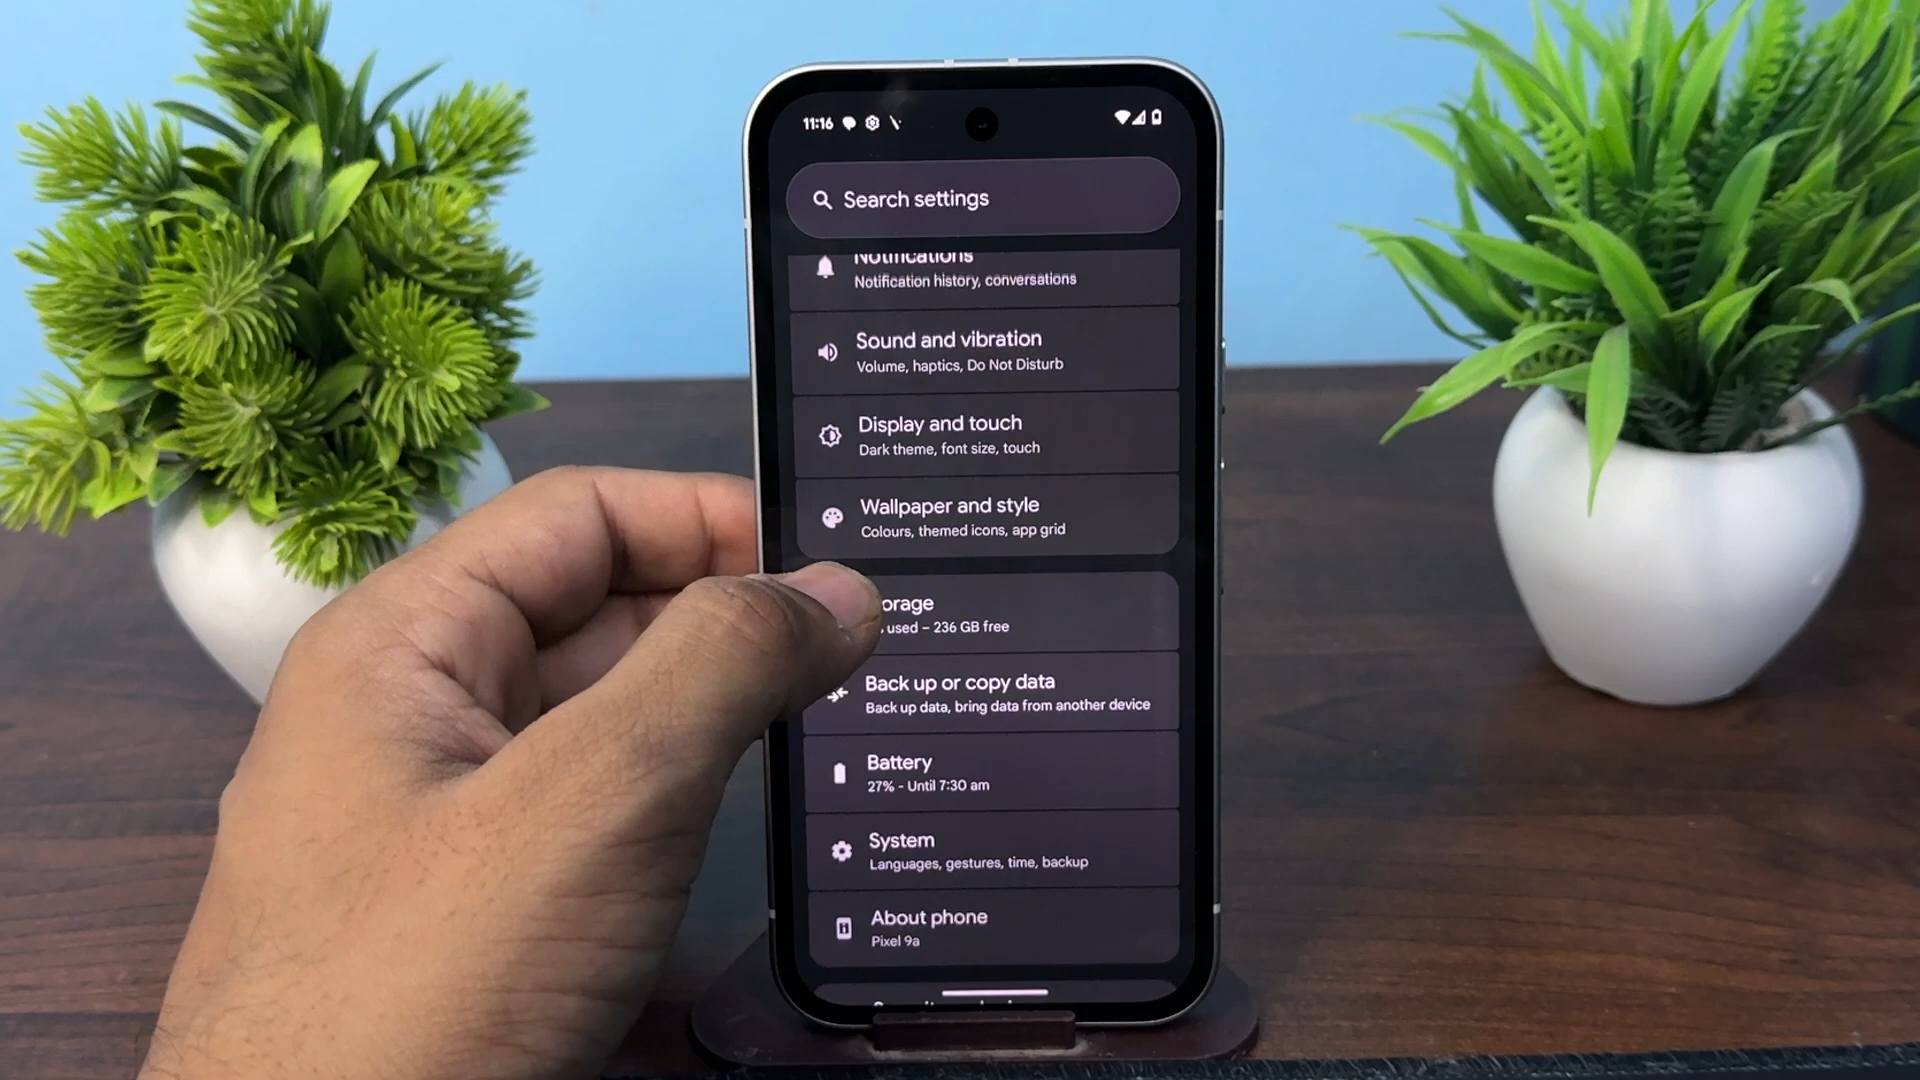 11:16
Search settings
Notifications
Notification history, conversations
Sound and vibration
Volume, haptics, Do Not Disturb
Display and touch
Dark theme, font size, touch
Wallpaper and style
Colours, themed icons, app grid
orage
used – 236 GB free
Back up or copy data
Back up data, bring data from another device
Battery
27% - Until 7:30 am
System
Languages, gestures, time, backup
About phone
Pixel 9a